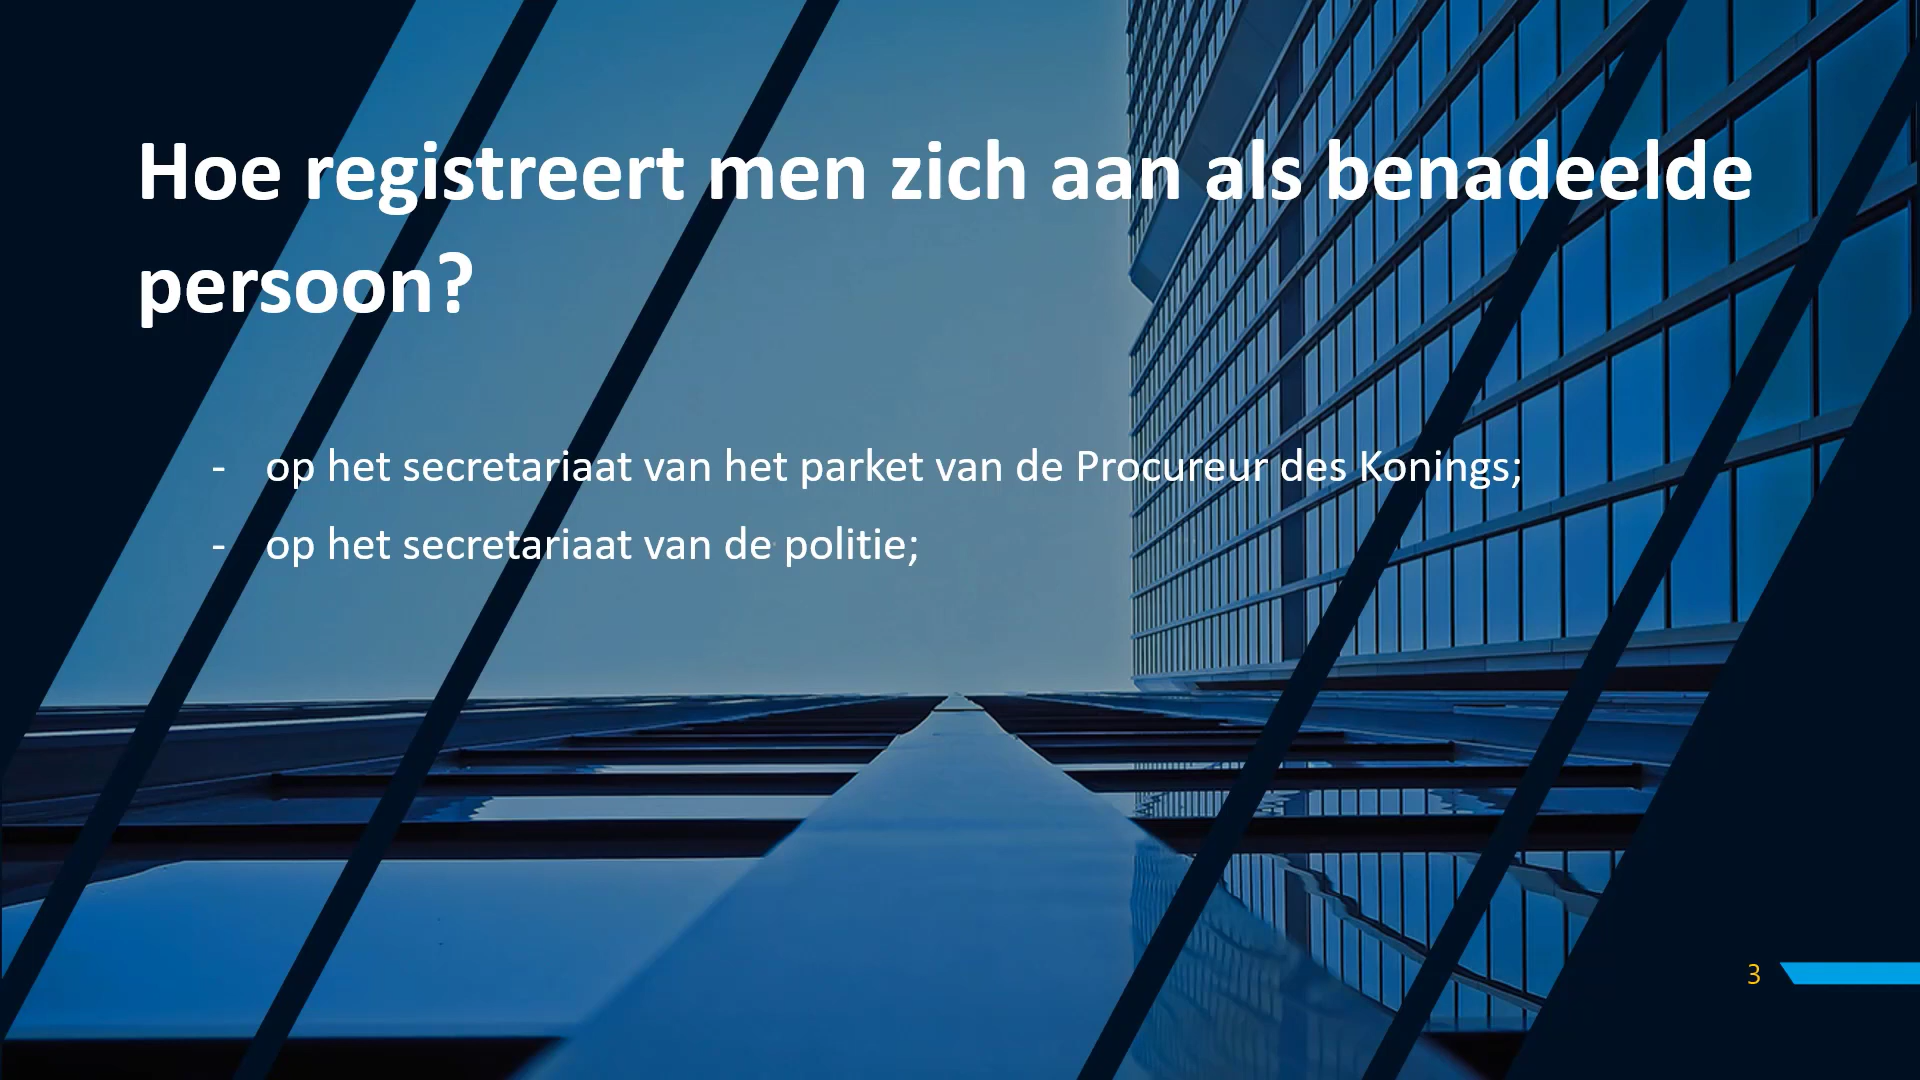 Hoe registreert men zich aan als benadeelde
persoon?
- op het secretariaat van het parket van de Procureur des Konings;
- op het secretariaat van de politie;
3